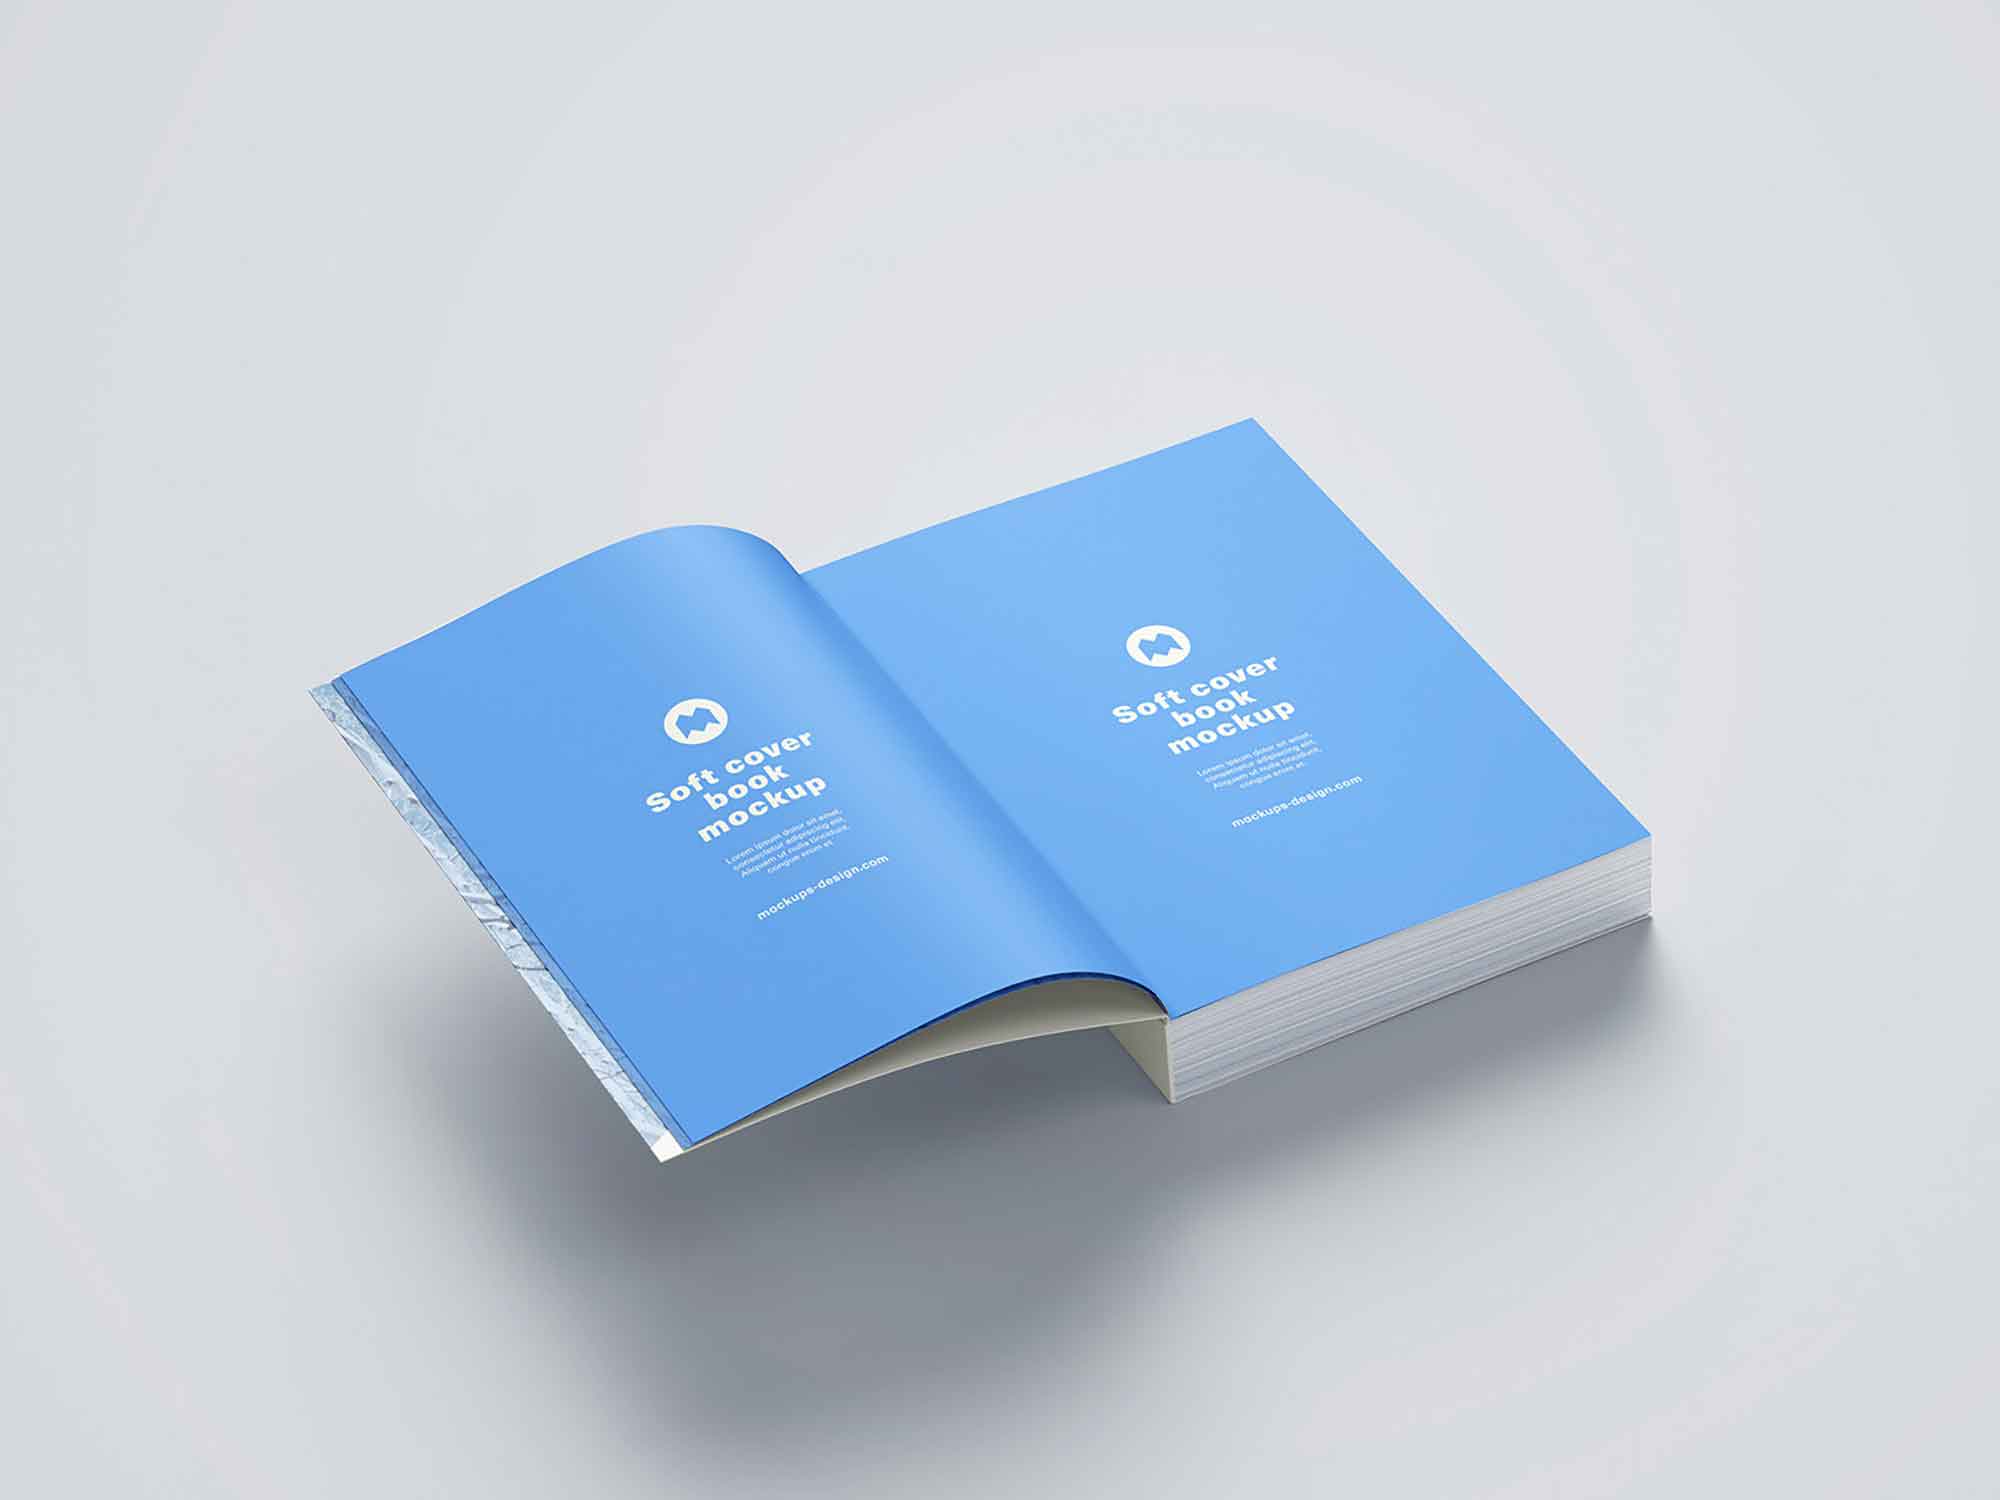 Soft cover
book
mockup
Lorem ipsum dolor sit amet,
consectetur adipiscing elit,
Aliquam ut nulla tincidunt,
congue enim et
mockups-design.com
Soft cover
book
mockup
Lorem ipsum dolor sit amet,
consectetur adipiscing elit,
Aliquam ut nulla tincidunt,
congue enim et.
mockups-design.com